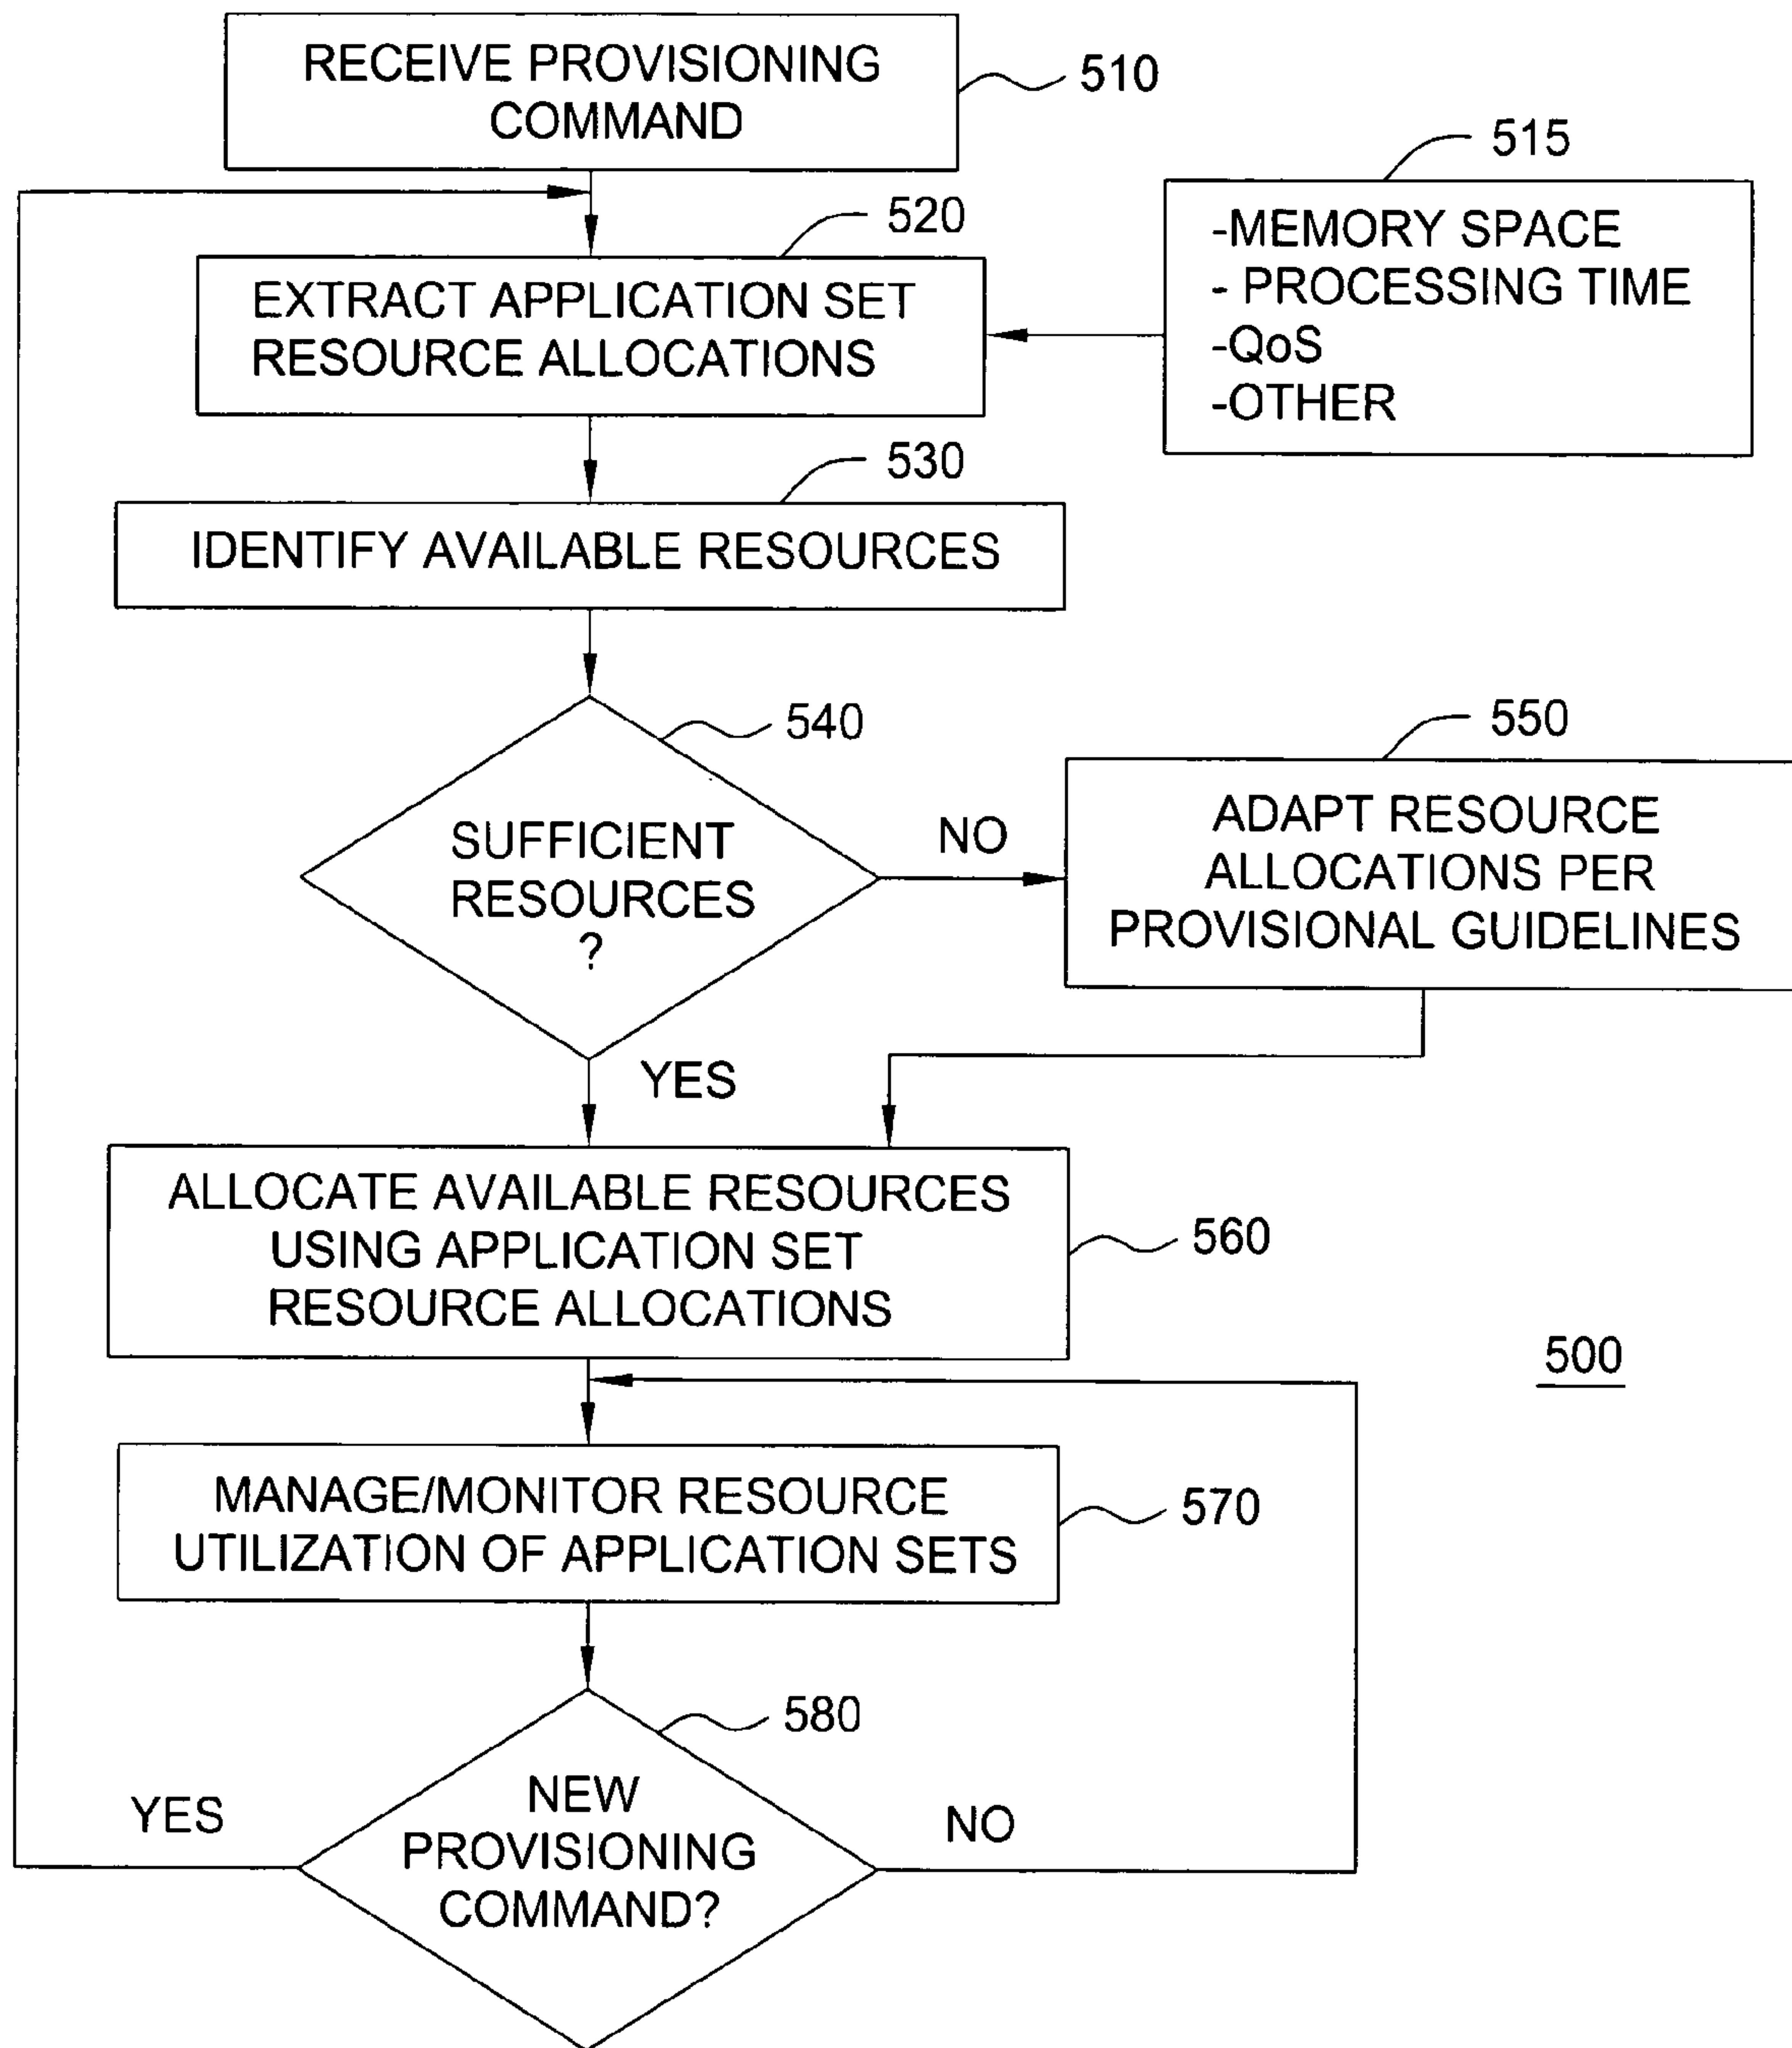 RECEIVE PROVISIONING
COMMAND
510
515
-MEMORY SPACE
- PROCESSING TIME
-QoS
-OTHER
520
EXTRACT APPLICATION SET
RESOURCE ALLOCATIONS
530
IDENTIFY AVAILABLE RESOURCES
540
SUFFICIENT
RESOURCES
?
NO
550
ADAPT RESOURCE
ALLOCATIONS PER
PROVISIONAL GUIDELINES
YES
ALLOCATE AVAILABLE RESOURCES
USING APPLICATION SET
RESOURCE ALLOCATIONS
560
500
MANAGE/MONITOR RESOURCE
UTILIZATION OF APPLICATION SETS
570
580
NEW
PROVISIONING
COMMAND?
YES
NO